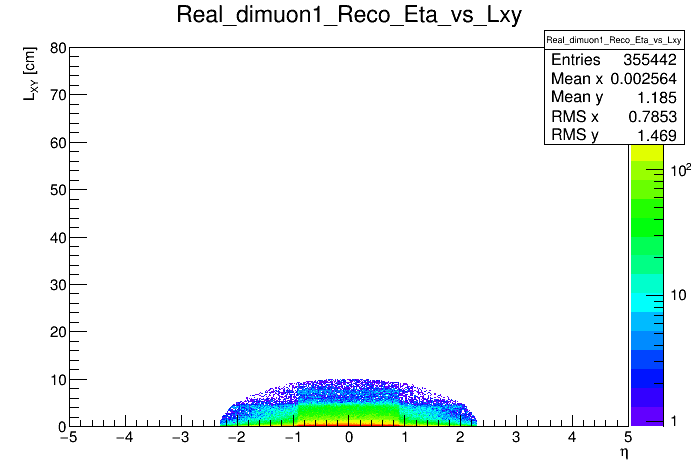 Real_dimuon1_Reco_Eta_vs_Lxy
Real_dimuon1_Reco_Eta_vs_Lxy
Entries 355442
Mean x 0.002564
Mean y 1.185
RMS x 0.7853
RMS y 1.469
L_XY [cm]
80
70
60
50
40
30
20
10
0
10²
10
1
−5 −4 −3 −2 −1 0 1 2 3 4 5
η